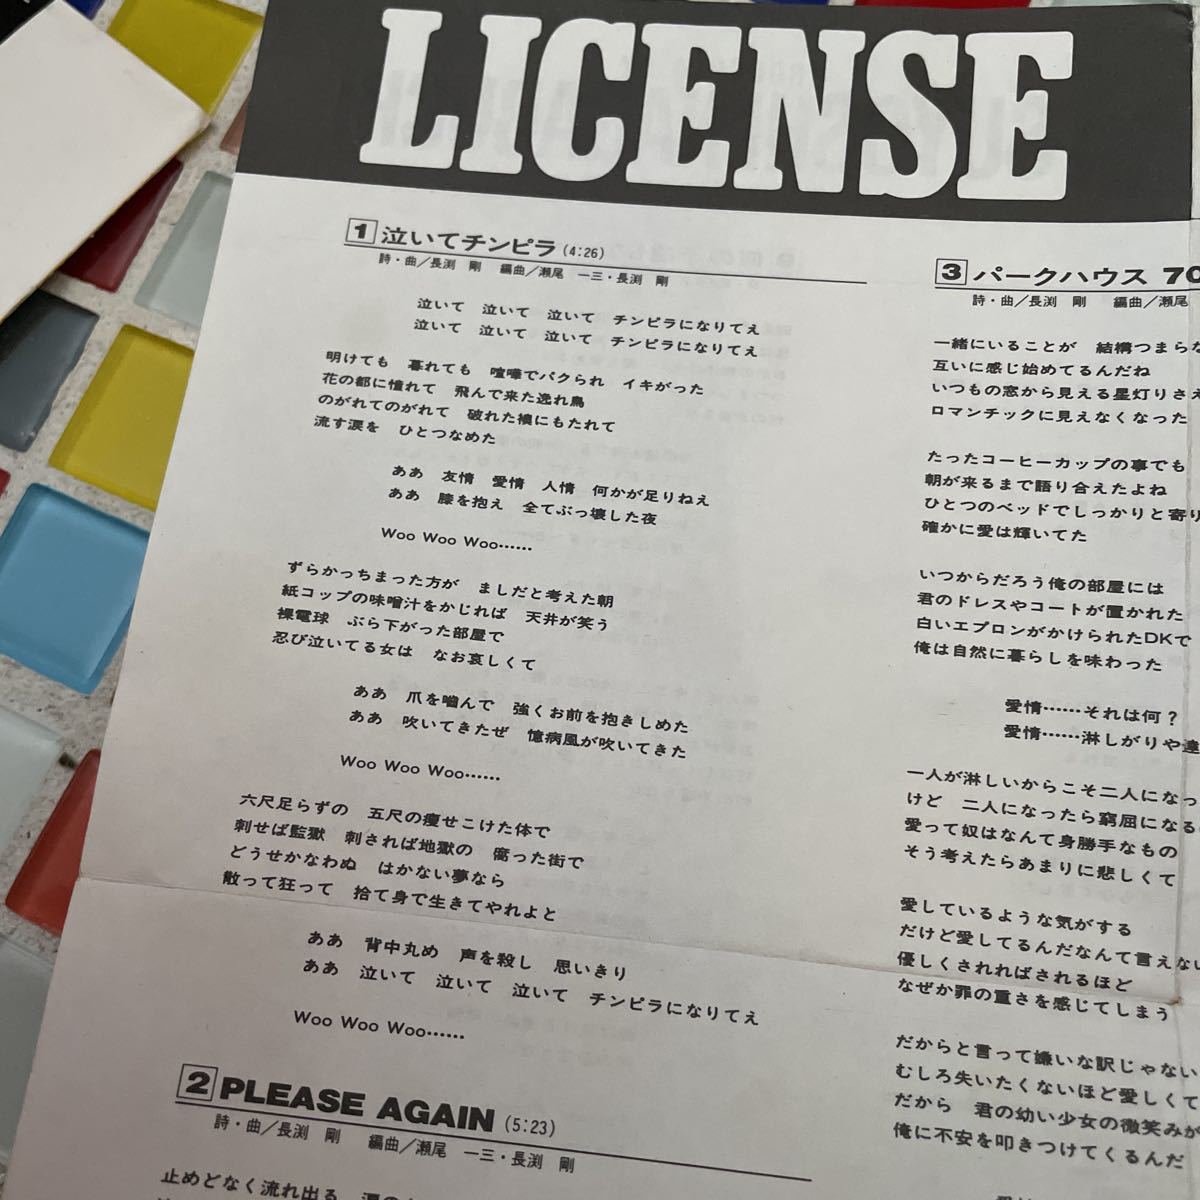 LICENSE
1 泣いてチンピラ (4:26)
詩・曲／長渕 剛 編曲／瀬尾 一三・長渕 剛
泣いて 泣いて 泣いて チンピラになりてえ
泣いて 泣いて 泣いて チンピラになりてえ
明けても 暮れても 喧嘩でパクられ イキがった
花の都に憧れて 飛んで来た逸れ鳥
のがれてのがれて 破れた襖にもたれて
流す涙を ひとつなめた
ああ 友情 愛情 人情 何かが足りねえ
ああ 膝を抱え 全てぶっ壊した夜
Woo Woo Woo……
ずらかっちまった方が ましだと考えた朝
紙コップの味噌汁をかじれば 天井が笑う
裸電球 ぶら下がった部屋で
忍び泣いてる女は なお哀しくて
ああ 爪を嚙んで 強くお前を抱きしめた
ああ 吹いてきたぜ 憶病風が吹いてきた
Woo Woo Woo……
六尺足らずの 五尺の痩せこけた体で
刺せば監獄 刺されば地獄の 腐った街で
どうせかなわぬ はかない夢なら
散って狂って 捨て身で生きてやれよと
ああ 背中丸め 声を殺し 思いきり
ああ 泣いて 泣いて 泣いて チンピラになりてえ
Woo Woo Woo……
2 PLEASE AGAIN (5:23)
詩・曲／長渕 剛 編曲／瀬尾 一三・長渕 剛
止めどなく流れ出る
3 パークハウス 70
詩・曲／長渕 剛 編曲／瀬尾
一緒にいることが 結構つまらな
互いに感じ始めてるんだね
いつもの窓から見える星灯りさえ
ロマンチックに見えなくなった
たったコーヒーカップの事でも
朝が来るまで語り合えたよね
ひとつのベッドでしっかりと寄り
確かに愛は輝いてた
いつからだろう俺の部屋には
君のドレスやコートが置かれた
白いエプロンがかけられたDKで
俺は自然に暮らしを味わった
愛情……それは何？
愛情……淋しがりや達
一人が淋しいからこそ二人になっ
けど 二人になったら窮屈になる
愛って奴はなんて身勝手なもの
そう考えたらあまりに悲しくて
愛しているような気がする
だけど愛してるんだなんて言えない
優しくされればされるほど
なぜか罪の重さを感じてしまう
だからと言って嫌いな訳じゃない
むしろ失いたくないほど愛しくて
だから 君の幼い少女の微笑みが
俺に不安を叩きつけてくるんだ